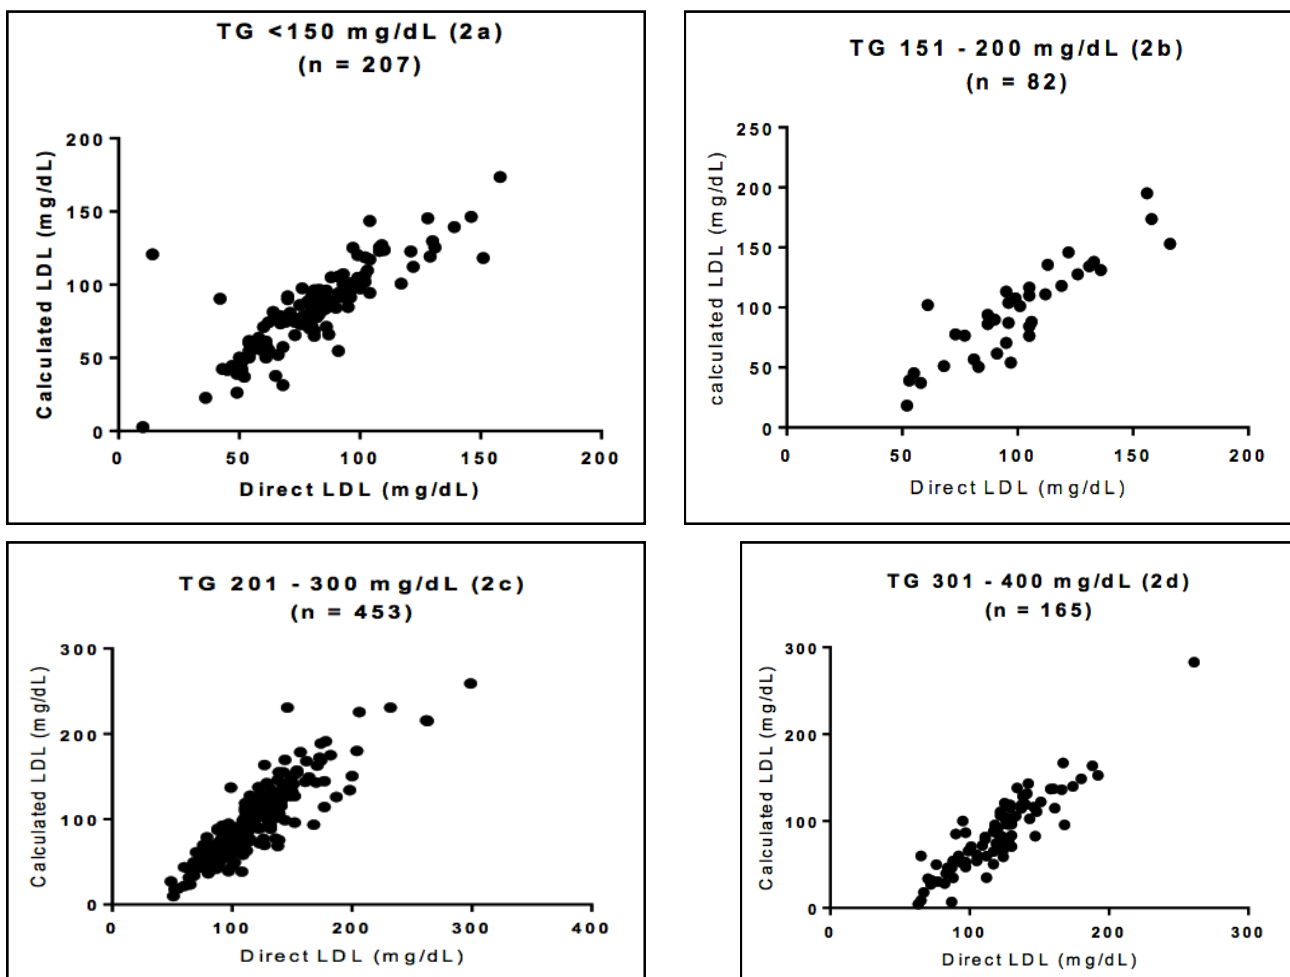 TG <150 mg/dL (2a)
(n = 207)
Calculated LDL (mg/dL)
200
150
100
50
0
0 50 100 150 200
Direct LDL (mg/dL)
TG 151 - 200 mg/dL (2b)
(n = 82)
calculated LDL (mg/dL)
250
200
150
100
50
0
0 50 100 150 200
Direct LDL (mg/dL)
TG 201 - 300 mg/dL (2c)
(n = 453)
Calculated LDL (mg/dL)
300
200
100
0
0 100 200 300 400
Direct LDL (mg/dL)
TG 301 - 400 mg/dL (2d)
(n = 165)
Calculated LDL (mg/dL)
300
200
100
0
0 100 200 300
Direct LDL (mg/dL)